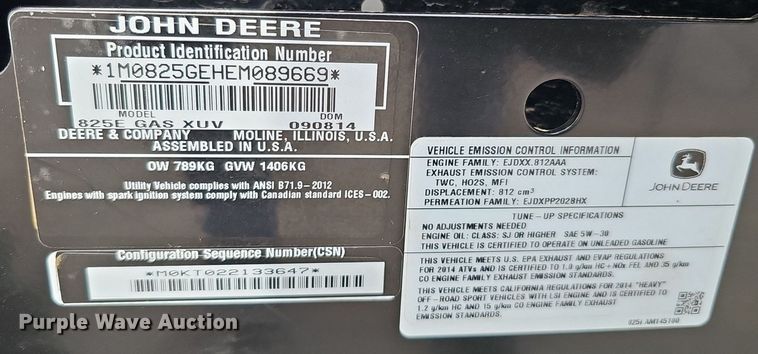 JOHN DEERE
Product Identification Number
*1M0825GEHEM089669*
MODEL DOM
825E GAS XUV 090814
DEERE & COMPANY MOLINE, ILLINOIS, U.S.A.
ASSEMBLED IN U.S.A.
OW 789KG GVW 1406KG
Utility Vehicle complies with ANSI B71.9-2012
Engines with spark ignition system comply with Canadian standard ICES-002.
Configuration Sequence Number(CSN)
*M0KT022133647*
VEHICLE EMISSION CONTROL INFORMATION
ENGINE FAMILY: EJDXX.812AAA
EXHAUST EMISSION CONTROL SYSTEM:
TWC, HO2S, MFI
DISPLACEMENT: 812 cm³
PERMEATION FAMILY: EJDXPP2028HX
JOHN DEERE
TUNE-UP SPECIFICATIONS
NO ADJUSTMENTS NEEDED
ENGINE OIL: CLASS: SJ OR HIGHER SAE 5W-30
THIS VEHICLE IS CERTIFIED TO OPERATE ON UNLEADED GASOLINE
THIS VEHICLE MEETS U.S. EPA EXHAUST AND EVAP REGULATIONS
FOR 2014 ATVs AND IS CERTIFIED TO 1.0 g/km HC+NOx FEL AND 35 g/km
CO ENGINE FAMILY EXHAUST EMISSION STANDARDS.
THIS VEHICLE MEETS CALIFORNIA REGULATIONS FOR 2014 "HEAVY"
OFF-ROAD SPORT VEHICLES WITH LSI ENGINE AND IS CERTIFIED TO
1.2 g/km HC AND 15 g/km CO ENGINE FAMILY EXHAUST
EMISSION STANDARDS.
Purple Wave Auction